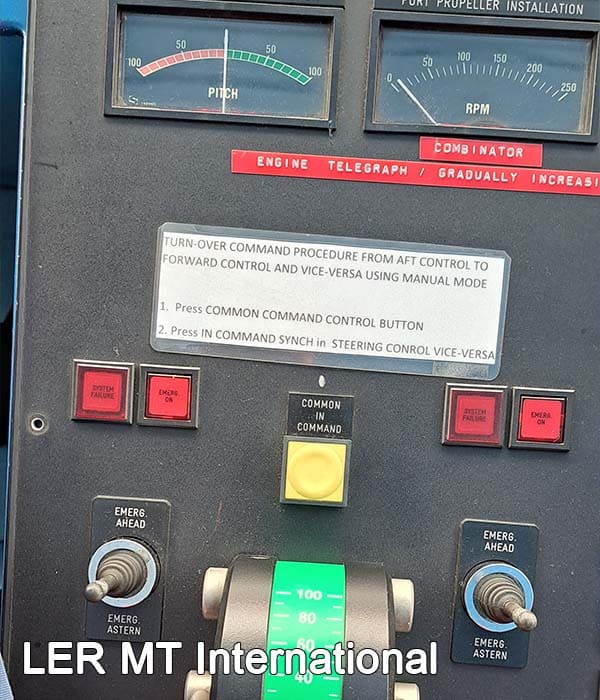 PORT PROPELLER INSTALLATION
100 50 50 100
PITCH
0 50 100 150 200 250
RPM
COMBINATOR
ENGINE TELEGRAPH / GRADUALLY INCREASI
TURN-OVER COMMAND PROCEDURE FROM AFT CONTROL TO
FORWARD CONTROL AND VICE-VERSA USING MANUAL MODE
1. Press COMMON COMMAND CONTROL BUTTON
2. Press IN COMMAND SYNCH in STEERING CONROL VICE-VERSA
SYSTEM
FAILURE
EMERG.
ON
COMMON
IN
COMMAND
SYSTEM
FAILURE
EMERG.
ON
EMERG.
AHEAD
EMERG.
ASTERN
EMERG.
AHEAD
EMERG.
ASTERN
100
80
60
40
LER MT International